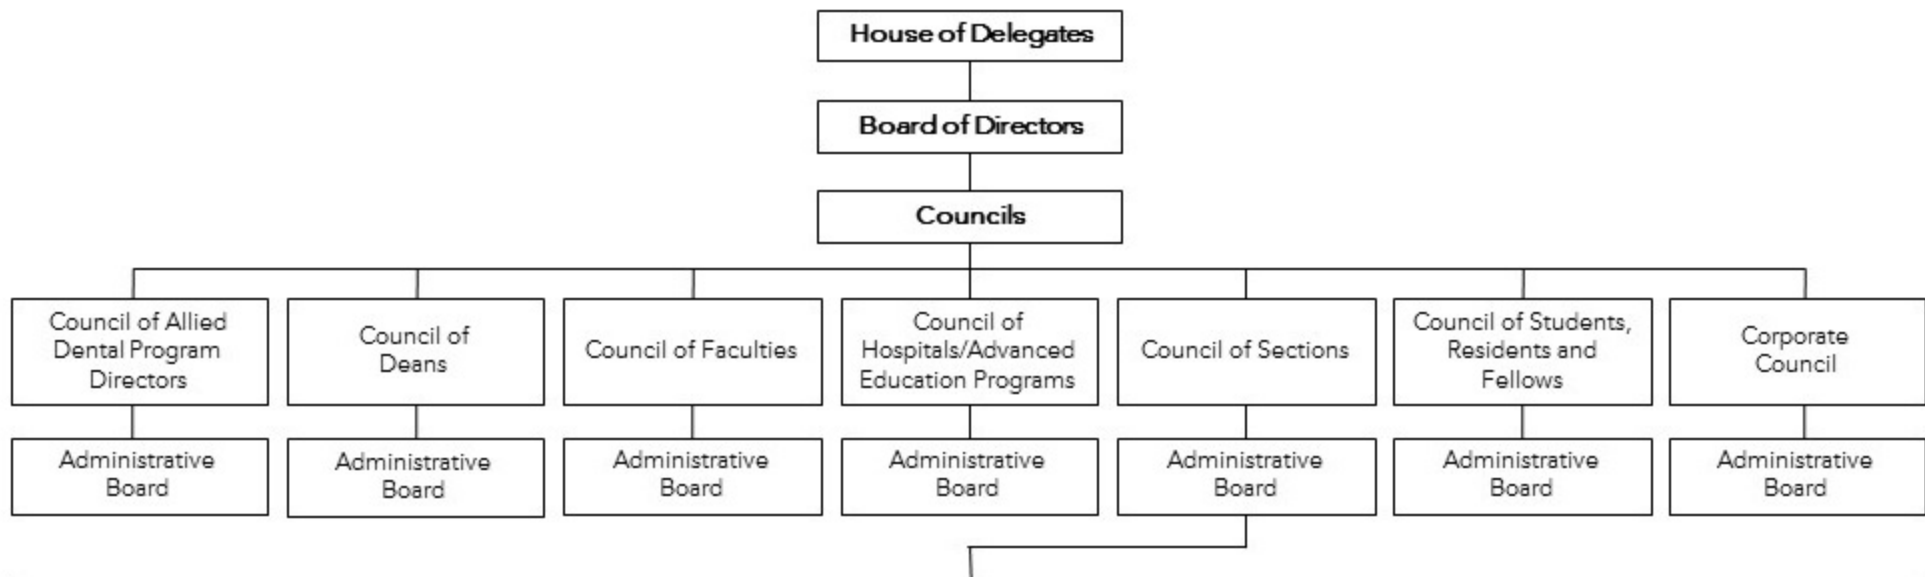 House of Delegates
Board of Directors
Councils
Council of Allied
Dental Program
Directors
Council of
Deans
Council of Faculties
Council of
Hospitals/Advanced
Education Programs
Council of Sections
Council of Students,
Residents and
Fellows
Corporate
Council
Administrative
Board
Administrative
Board
Administrative
Board
Administrative
Board
Administrative
Board
Administrative
Board
Administrative
Board